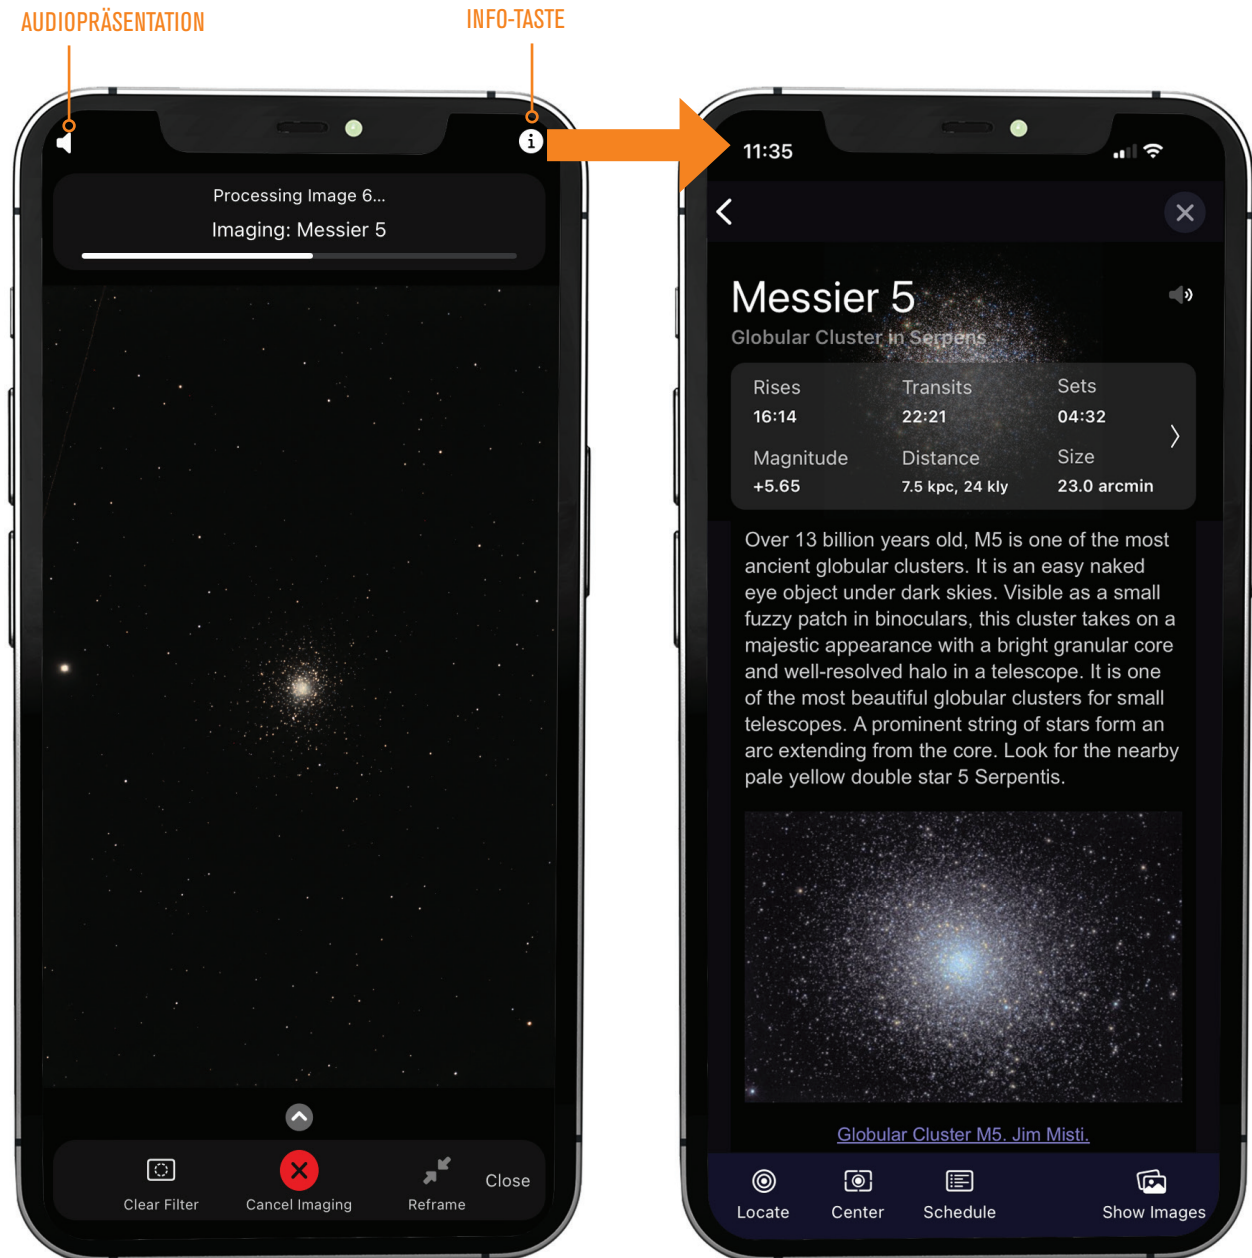 AUDIOPRÄSENTATION
INFO-TASTE
Processing Image 6...
Imaging: Messier 5
Clear Filter
Cancel Imaging
Reframe
Close
11:35
Messier 5
Globular Cluster in Serpens
Rises Transits Sets
16:14 22:21 04:32
Magnitude Distance Size
+5.65 7.5 kpc, 24 kly 23.0 arcmin
Over 13 billion years old, M5 is one of the most
ancient globular clusters. It is an easy naked
eye object under dark skies. Visible as a small
fuzzy patch in binoculars, this cluster takes on a
majestic appearance with a bright granular core
and well-resolved halo in a telescope. It is one
of the most beautiful globular clusters for small
telescopes. A prominent string of stars form an
arc extending from the core. Look for the nearby
pale yellow double star 5 Serpentis.
Globular Cluster M5. Jim Misti.
Locate
Center
Schedule
Show Images